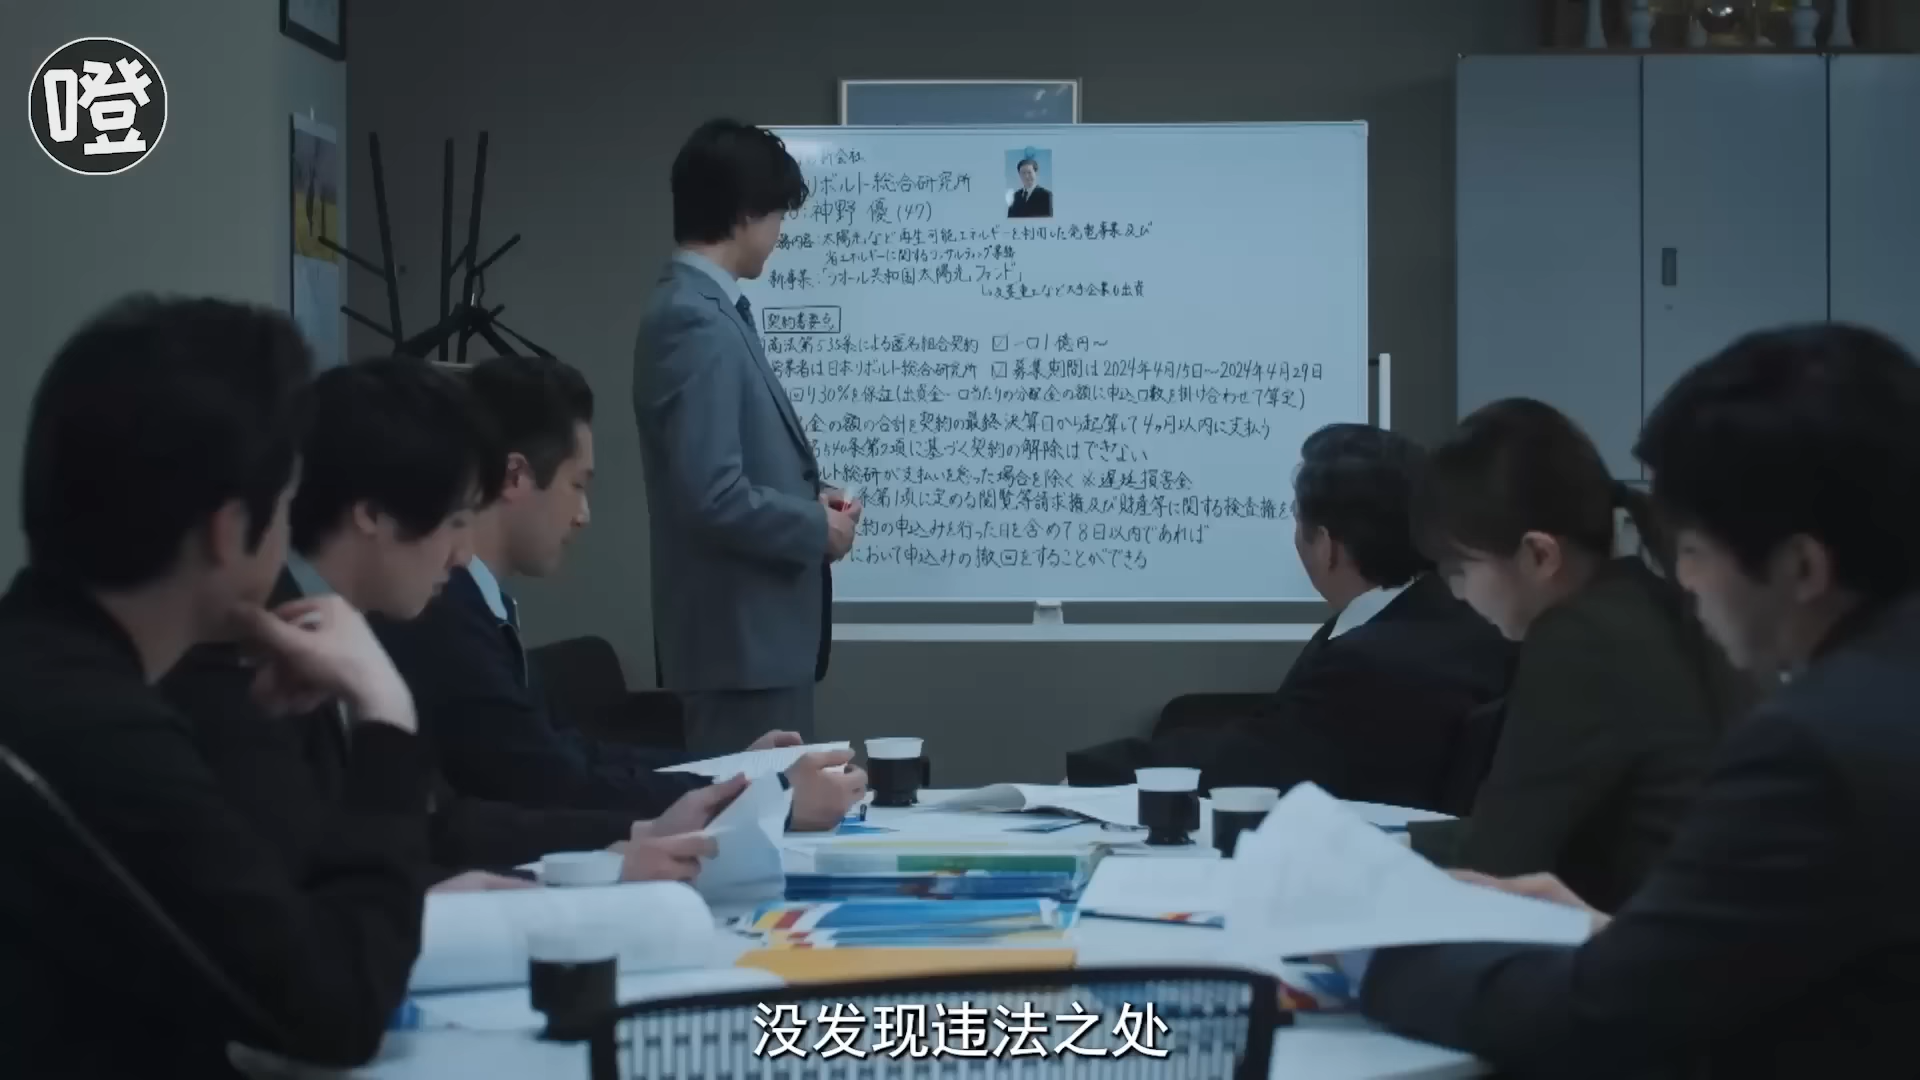 噔
会社
リボルト総合研究所
:神野 優(47)
内容:太陽光など再生可能エネルギーを利用した発電事業及び
省エネルギーに関するコンサルティング業務
新事業:「ラオール共和国太陽光ファンド」
など大手企業も出資
契約書要点
商法第535条による匿名組合契約 ☑一口1億円〜
営業者は日本リボルト総合研究所 ☑募集期間は2024年4月15日〜2024年4月29日
回り30%を保証(出資金一口当たりの分配金の額に申込口数を掛け合わせて算定)
金の額の合計を契約の最終決算日から起算して4ヶ月以内に支払う
540条第2項に基づく契約の解除はできない
ルト総研が支払いを怠った場合を除く※遅延損害金
条第1項に定める閲覧等請求権及び財産等に関する検査権を
約の申込みを行った日を含めて8日以内であれば
において申込みの撤回をすることができる
没发现违法之处